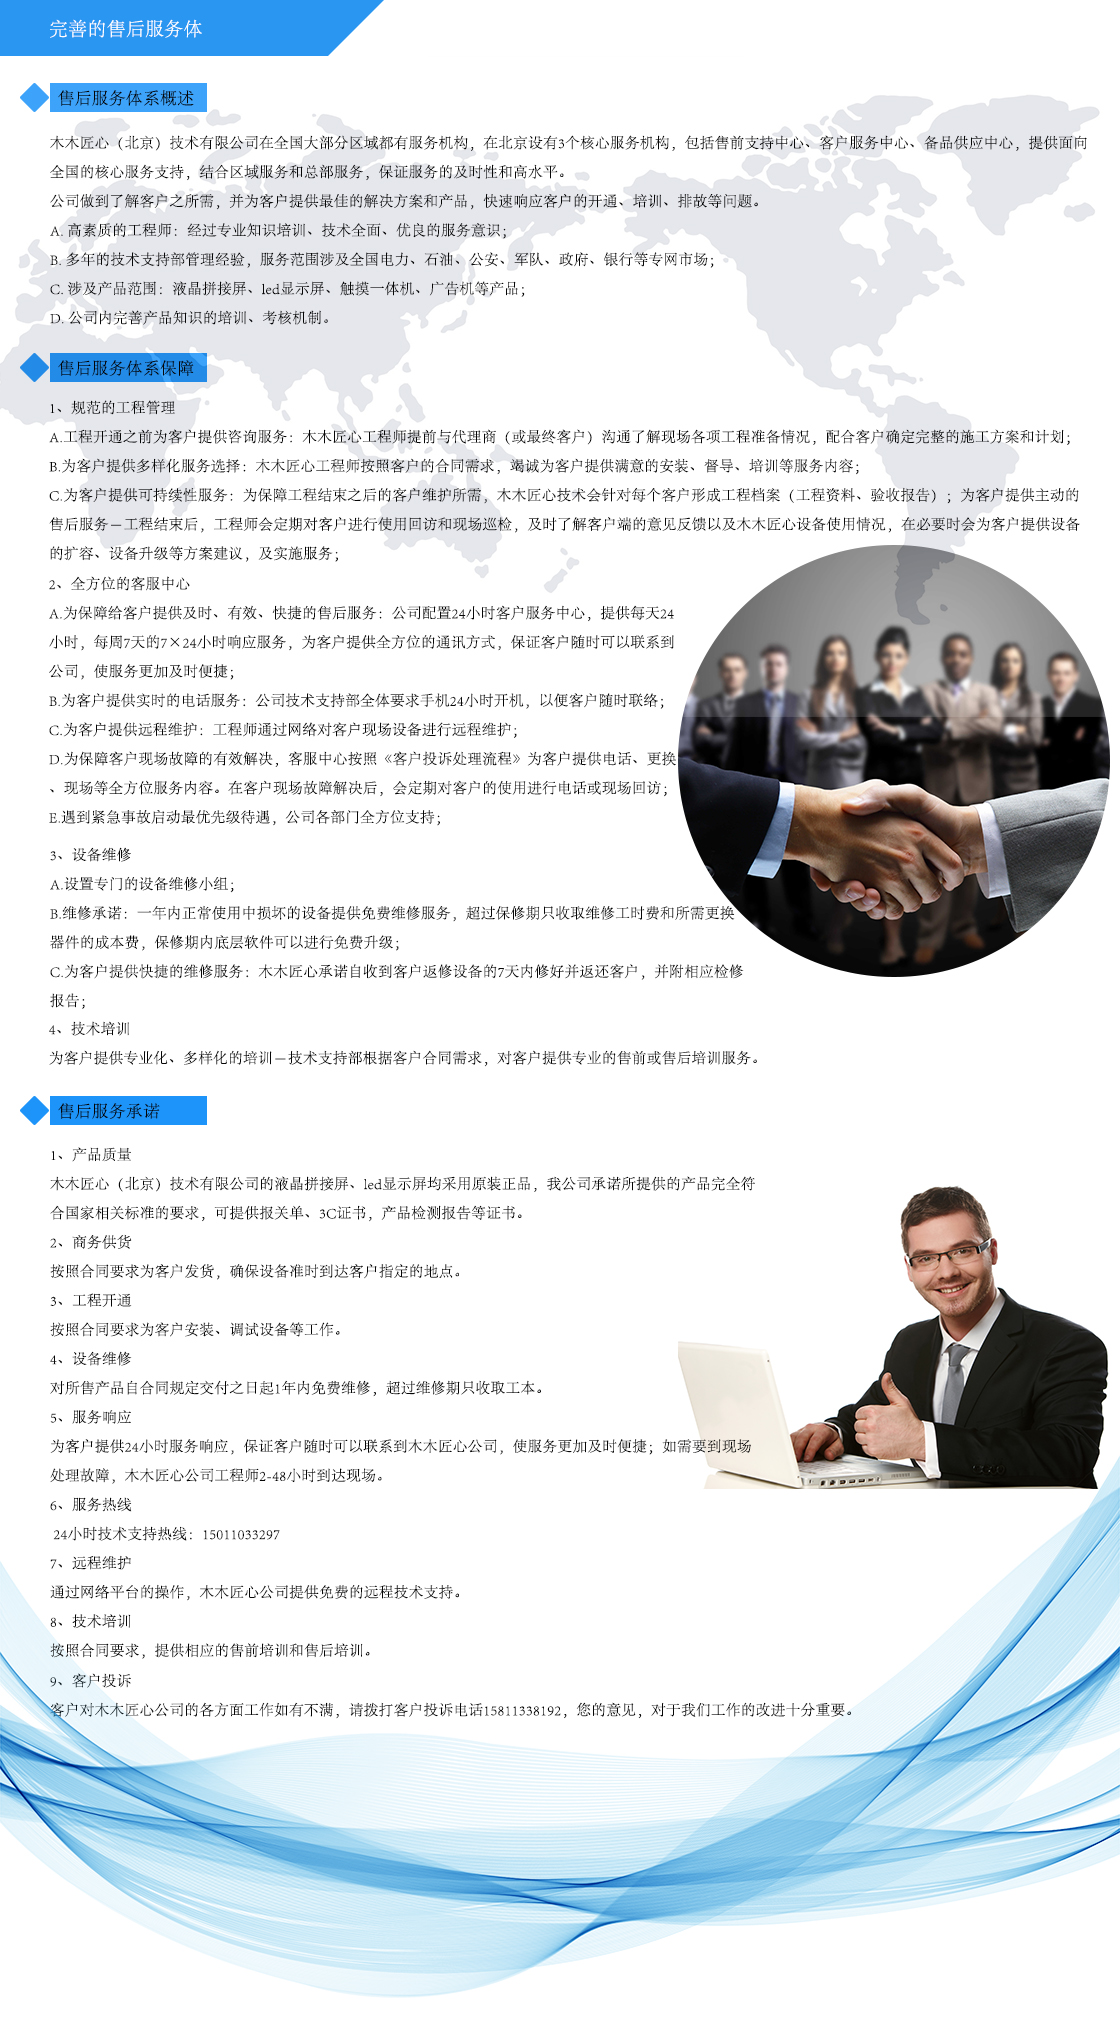 完善的售后服务体
售后服务体系概述
木木匠心（北京）技术有限公司在全国大部分区域都有服务机构，在北京设有3个核心服务机构，包括售前支持中心、客户服务中心、备品供应中心，提供面向
全国的核心服务支持，结合区域服务和总部服务，保证服务的及时性和高水平。
公司做到了解客户之所需，并为客户提供最佳的解决方案和产品，快速响应客户的开通、培训、排故等问题。
A. 高素质的工程师：经过专业知识培训、技术全面、优良的服务意识；
B. 多年的技术支持部管理经验，服务范围涉及全国电力、石油、公安、军队、政府、银行等专网市场；
C. 涉及产品范围：液晶拼接屏、led显示屏、触摸一体机、广告机等产品；
D. 公司内完善产品知识的培训、考核机制。
售后服务体系保障
1、规范的工程管理
A.工程开通之前为客户提供咨询服务：木木匠心工程师提前与代理商（或最终客户）沟通了解现场各项工程准备情况，配合客户确定完整的施工方案和计划；
B.为客户提供多样化服务选择：木木匠心工程师按照客户的合同需求，竭诚为客户提供满意的安装、督导、培训等服务内容；
C.为客户提供可持续性服务：为保障工程结束之后的客户维护所需，木木匠心技术会针对每个客户形成工程档案（工程资料、验收报告）；为客户提供主动的
售后服务－工程结束后，工程师会定期对客户进行使用回访和现场巡检，及时了解客户端的意见反馈以及木木匠心设备使用情况，在必要时会为客户提供设备
的扩容、设备升级等方案建议，及实施服务；
2、全方位的客服中心
A.为保障给客户提供及时、有效、快捷的售后服务：公司配置24小时客户服务中心，提供每天24
小时，每周7天的7×24小时响应服务，为客户提供全方位的通讯方式，保证客户随时可以联系到
公司，使服务更加及时便捷；
B.为客户提供实时的电话服务：公司技术支持部全体要求手机24小时开机，以便客户随时联络；
C.为客户提供远程维护：工程师通过网络对客户现场设备进行远程维护；
D.为保障客户现场故障的有效解决，客服中心按照《客户投诉处理流程》为客户提供电话、更换
、现场等全方位服务内容。在客户现场故障解决后，会定期对客户的使用进行电话或现场回访；
E.遇到紧急事故启动最优先级待遇，公司各部门全方位支持；
3、设备维修
A.设置专门的设备维修小组；
B.维修承诺：一年内正常使用中损坏的设备提供免费维修服务，超过保修期只收取维修工时费和所需更换
器件的成本费，保修期内底层软件可以进行免费升级；
C.为客户提供快捷的维修服务：木木匠心承诺自收到客户返修设备的7天内修好并返还客户，并附相应检修
报告；
4、技术培训
为客户提供专业化、多样化的培训－技术支持部根据客户合同需求，对客户提供专业的售前或售后培训服务。
售后服务承诺
1、产品质量
木木匠心（北京）技术有限公司的液晶拼接屏、led显示屏均采用原装正品，我公司承诺所提供的产品完全符
合国家相关标准的要求，可提供报关单、3C证书，产品检测报告等证书。
2、商务供货
按照合同要求为客户发货，确保设备准时到达客户指定的地点。
3、工程开通
按照合同要求为客户安装、调试设备等工作。
4、设备维修
对所售产品自合同规定交付之日起1年内免费维修，超过维修期只收取工本。
5、服务响应
为客户提供24小时服务响应，保证客户随时可以联系到木木匠心公司，使服务更加及时便捷；如需要到现场
处理故障，木木匠心公司工程师2-48小时到达现场。
6、服务热线
24小时技术支持热线：15011033297
7、远程维护
通过网络平台的操作，木木匠心公司提供免费的远程技术支持。
8、技术培训
按照合同要求，提供相应的售前培训和售后培训。
9、客户投诉
客户对木木匠心公司的各方面工作如有不满，请拨打客户投诉电话15811338192，您的意见，对于我们工作的改进十分重要。